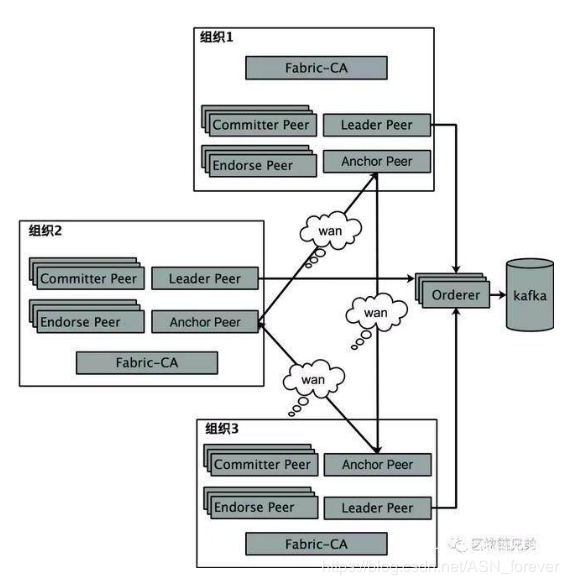 组织1
Fabric-CA
Committer Peer
Leader Peer
Endorse Peer
Anchor Peer
wan
组织2
Committer Peer
Leader Peer
Endorse Peer
Anchor Peer
Fabric-CA
Orderer
kafka
wan
wan
组织3
Committer Peer
Anchor Peer
Endorse Peer
Leader Peer
Fabric-CA
区块链兄弟
https://blog.csdn.net/ASN_forever